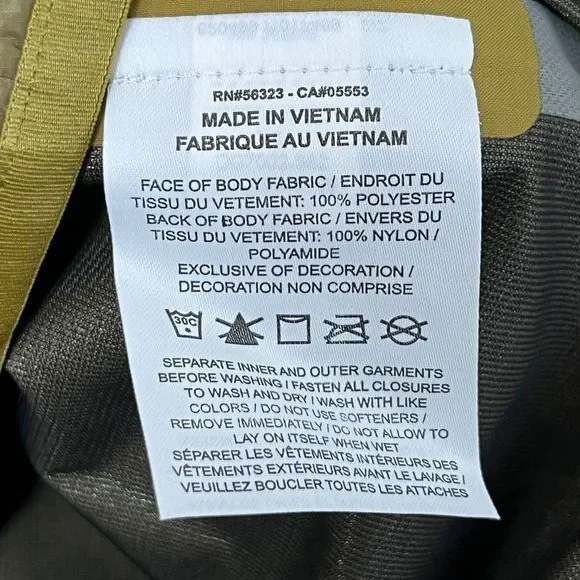 RN#56323 - CA#05553
MADE IN VIETNAM
FABRIQUE AU VIETNAM
FACE OF BODY FABRIC / ENDROIT DU
TISSU DU VETEMENT: 100% POLYESTER
BACK OF BODY FABRIC / ENVERS DU
TISSU DU VETEMENT: 100% NYLON /
POLYAMIDE
EXCLUSIVE OF DECORATION /
DECORATION NON COMPRISE
30C
SEPARATE INNER AND OUTER GARMENTS
BEFORE WASHING / FASTEN ALL CLOSURES
TO WASH AND DRY / WASH WITH LIKE
COLORS / DO NOT USE SOFTENERS /
REMOVE IMMEDIATELY / DO NOT ALLOW TO
LAY ON ITSELF WHEN WET
SÉPARER LES VÊTEMENTS INTÉRIEURS DES
VÊTEMENTS EXTÉRIEURS AVANT LE LAVAGE /
VEUILLEZ BOUCLER TOUTES LES ATTACHES